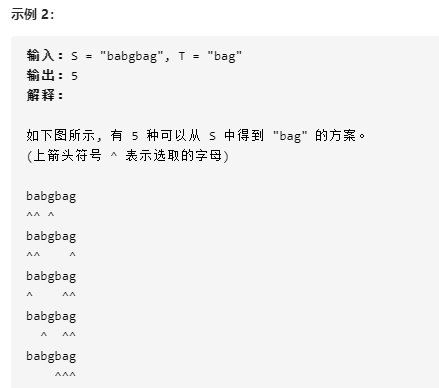 示例 2：
输入：S = "babgbag", T = "bag"
输出：5
解释：
如下图所示, 有 5 种可以从 S 中得到 "bag" 的方案。
(上箭头符号 ^ 表示选取的字母)
babgbag
^^ ^
babgbag
^^    ^
babgbag
^    ^^
babgbag
  ^  ^^
babgbag
    ^^^